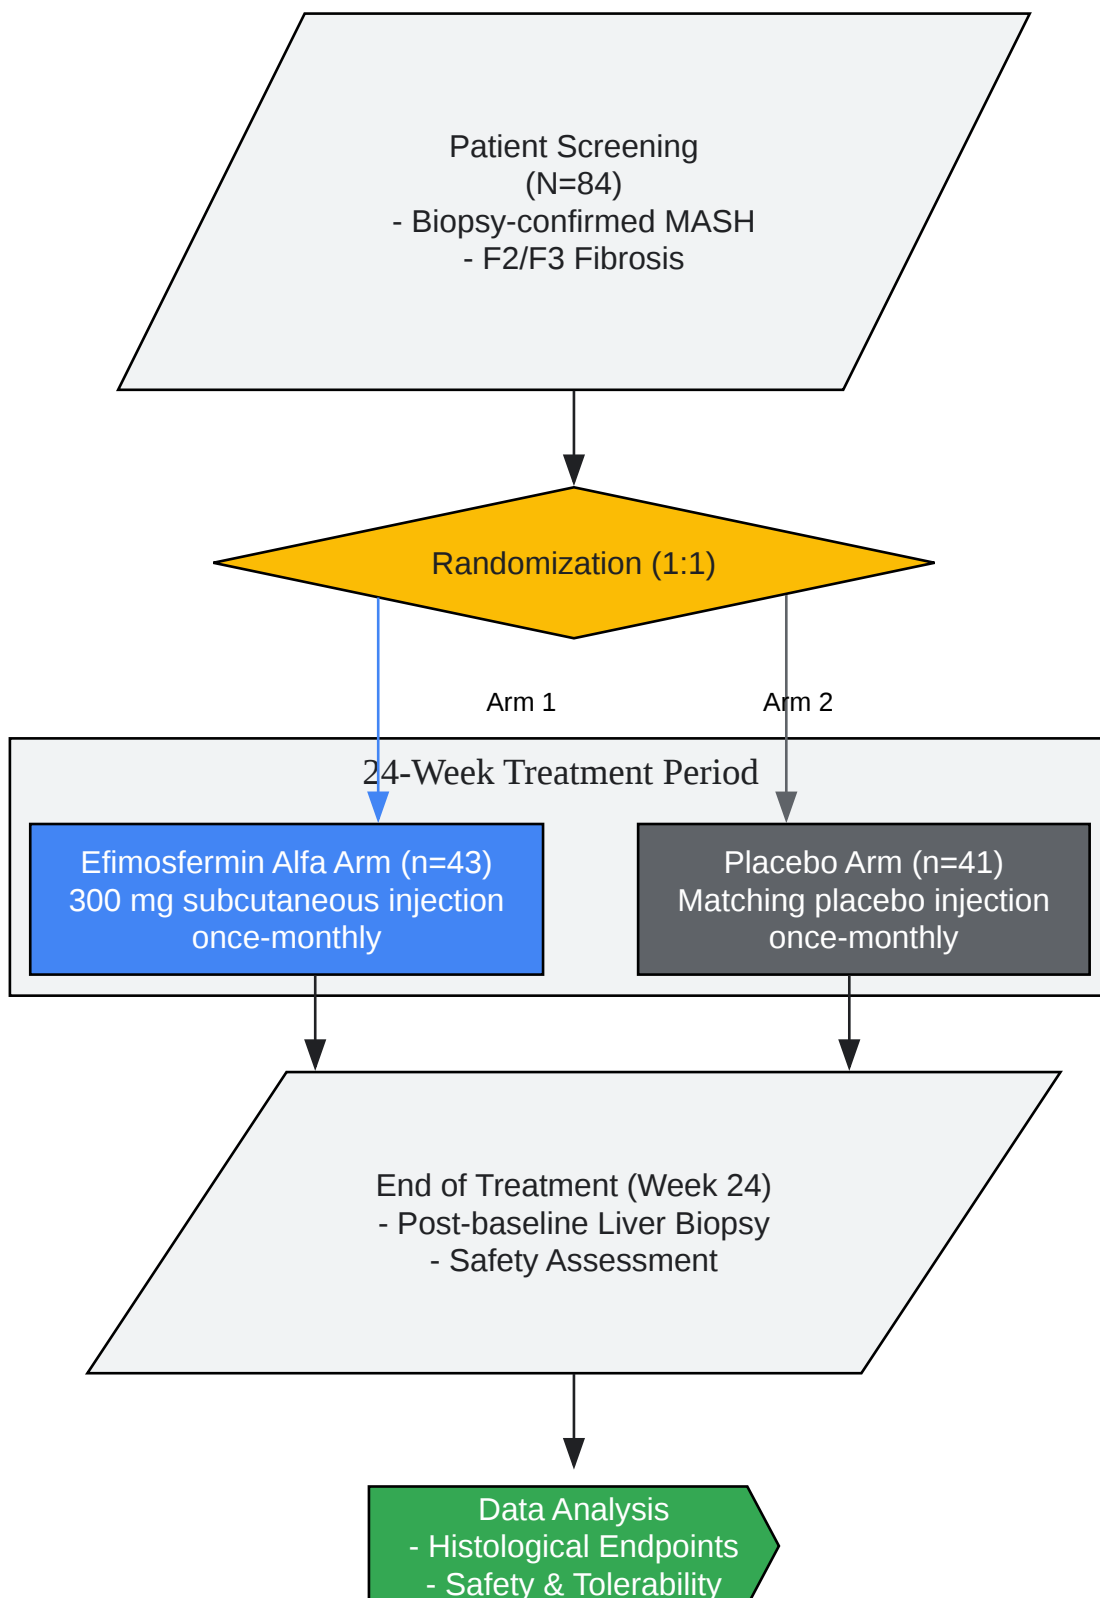 Patient Screening
(N=84)
- Biopsy-confirmed MASH
- F2/F3 Fibrosis
Randomization (1:1)
Arm 1
Arm 2
24-Week Treatment Period
Efimosfermin Alfa Arm (n=43)
300 mg subcutaneous injection
once-monthly
Placebo Arm (n=41)
Matching placebo injection
once-monthly
End of Treatment (Week 24)
- Post-baseline Liver Biopsy
- Safety Assessment
Data Analysis
- Histological Endpoints
- Safety & Tolerability